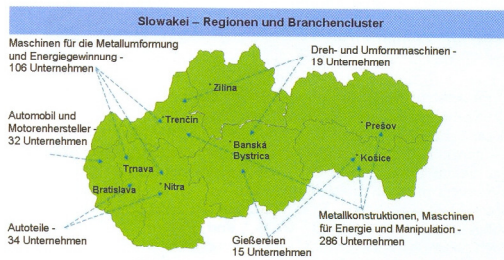 Slowakei – Regionen und Branchencluster
Maschinen für die Metallumformung
und Energiegewinnung -
106 Unternehmen
Dreh- und Umformmaschinen -
19 Unternehmen
Žilina
Trenčín
Automobil und
Motorenhersteller -
32 Unternehmen
Prešov
Banská
Bystrica
Košice
Trnava
Bratislava
Nitra
Autoteile -
34 Unternehmen
Gießereien
15 Unternehmen
Metallkonstruktionen, Maschinen
für Energie und Manipulation -
286 Unternehmen